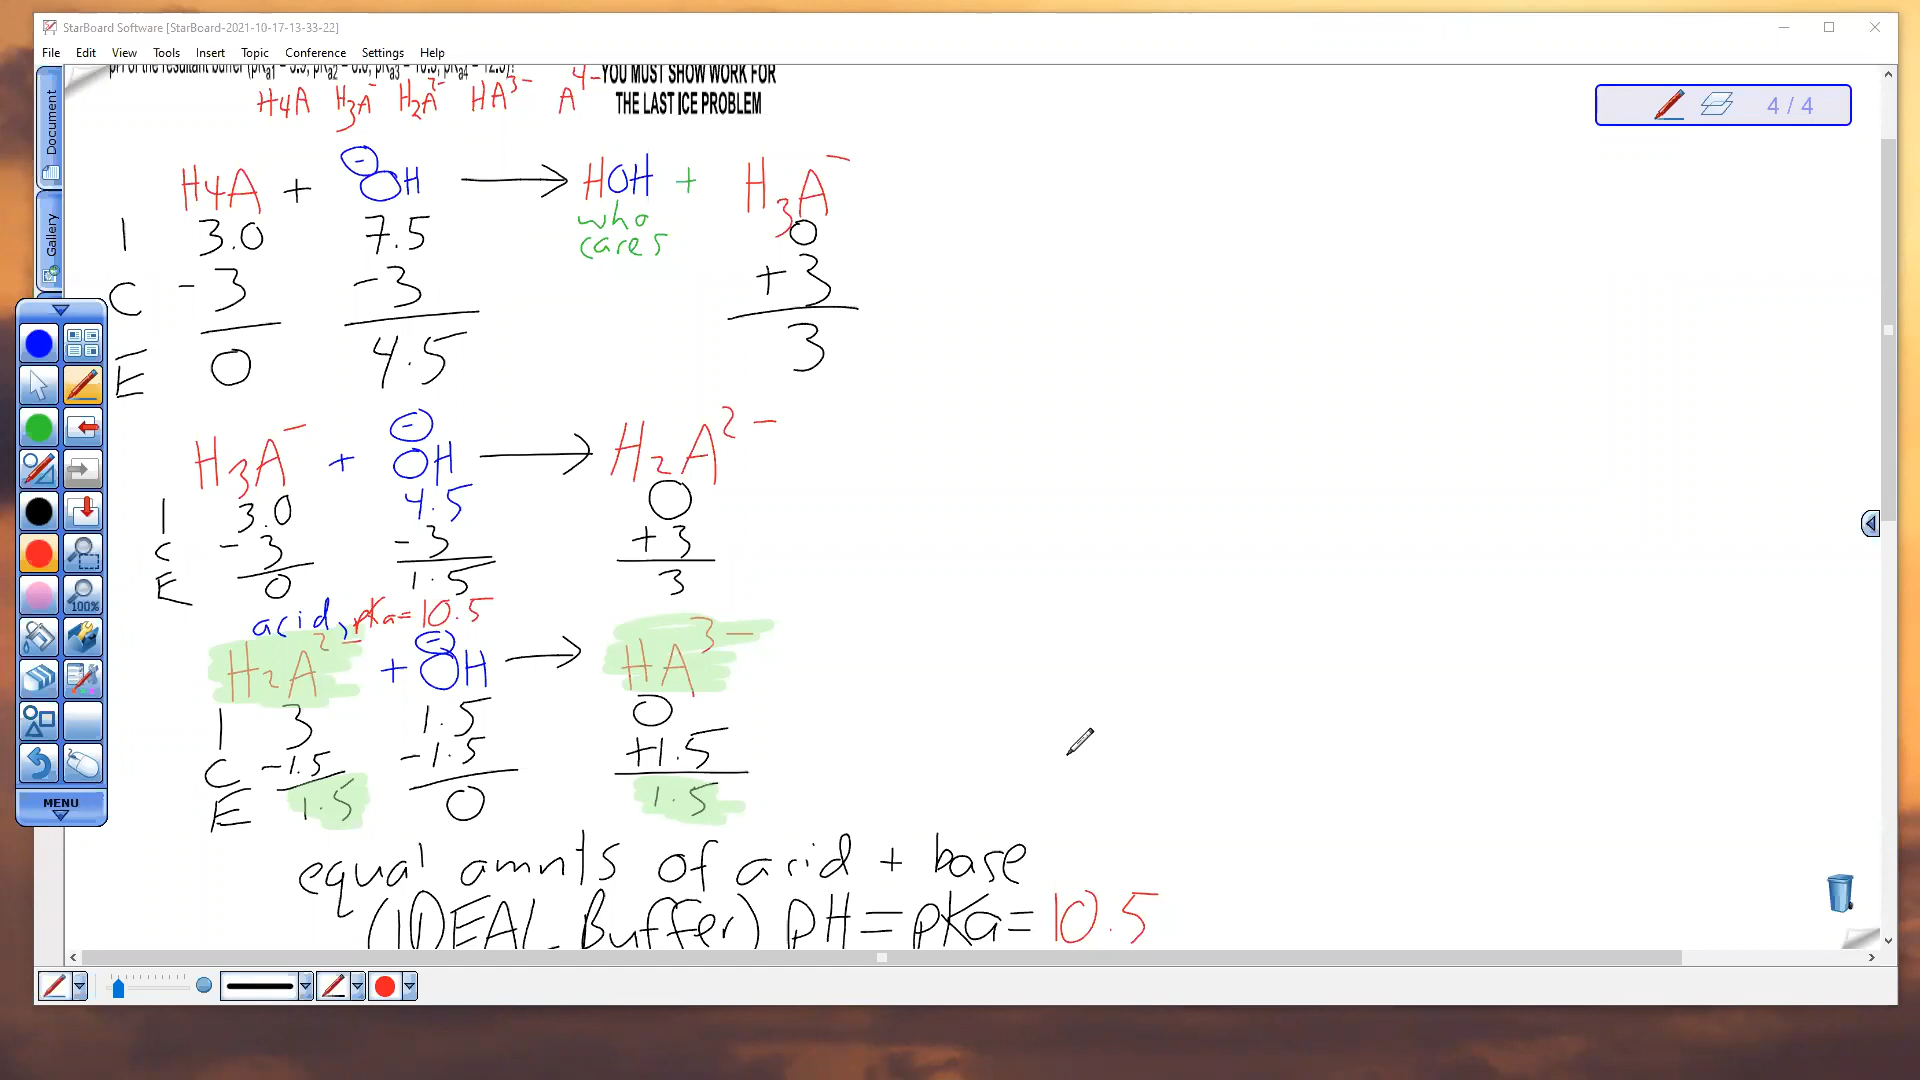 StarBoard Software [StarBoard-2021-10-17-13-33-22]
File Edit View Tools Insert Topic Conference Settings Help
Document
Gallery
4 / 4
YOU MUST SHOW WORK FOR
THE LAST ICE PROBLEM
H4A H3A⁻ H2A²⁻ HA³⁻ A⁴⁻
H4A + ⊖OH → HOH + H3A⁻
who
cares
I 3.0 7.5 0
C -3 -3 +3
E 0 4.5 3
H3A⁻ + ⊖OH → H2A²⁻
I 3.0 4.5 0
C -3 -3 +3
E 0 1.5 3
acid, pKa = 10.5
H2A²⁻ + ⊖OH → HA³⁻
I 3 1.5 0
C -1.5 -1.5 +1.5
E 1.5 0 1.5
equal amnts of acid + base
(IDEAL Buffer) pH = pKa = 10.5
100%
MENU